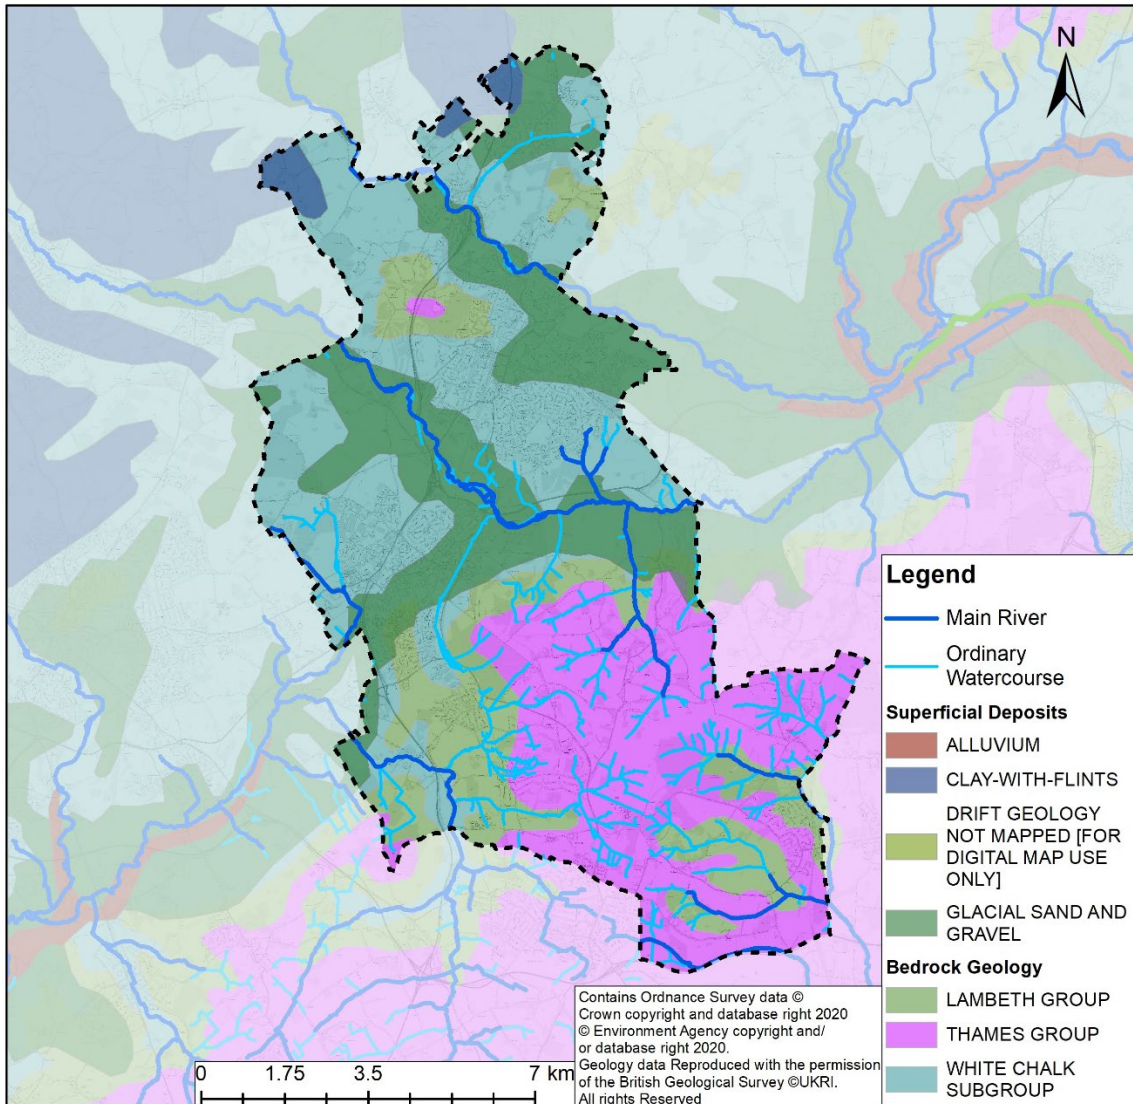 N
Legend
Main River
Ordinary
Watercourse
Superficial Deposits
ALLUVIUM
CLAY-WITH-FLINTS
DRIFT GEOLOGY
NOT MAPPED [FOR
DIGITAL MAP USE
ONLY]
GLACIAL SAND AND
GRAVEL
Bedrock Geology
LAMBETH GROUP
THAMES GROUP
WHITE CHALK
SUBGROUP
Contains Ordnance Survey data ©
Crown copyright and database right 2020
© Environment Agency copyright and/
or database right 2020.
Geology data Reproduced with the permission
of the British Geological Survey ©UKRI.
All rights Reserved
0 1.75 3.5 7 km